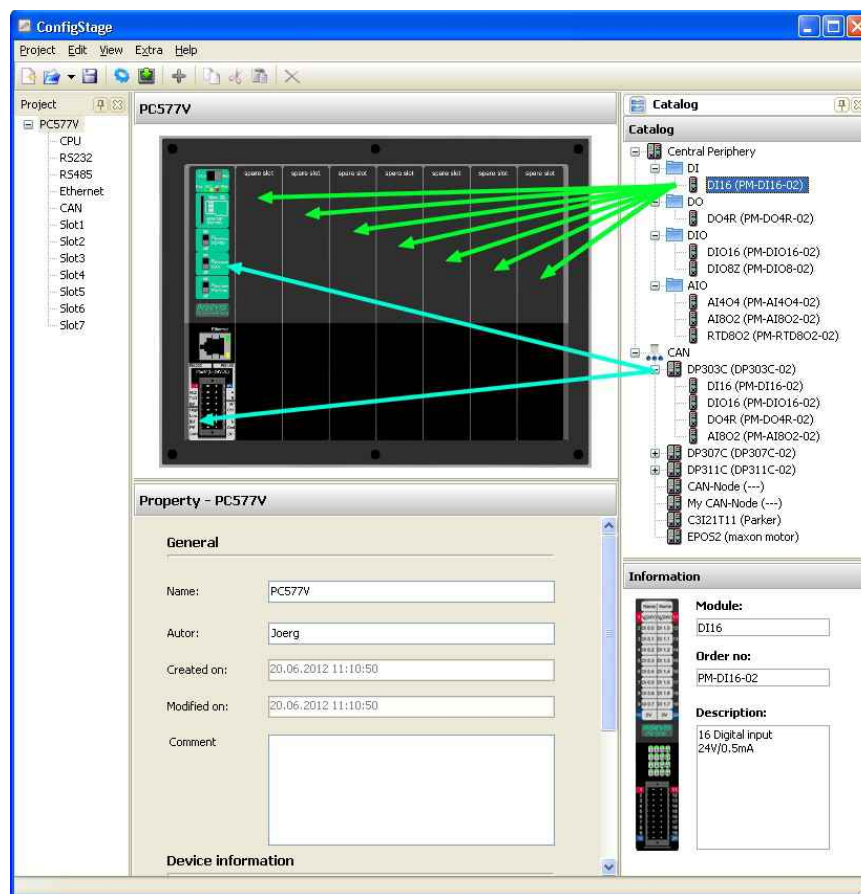 ConfigStage
Project Edit View Extra Help
Project
PC577V
CPU
RS232
RS485
Ethernet
CAN
Slot1
Slot2
Slot3
Slot4
Slot5
Slot6
Slot7
PC577V
spare slot spare slot spare slot spare slot spare slot spare slot spare slot
Ethernet
Property - PC577V
General
Name: PC577V
Autor: Joerg
Created on: 20.06.2012 11:10:50
Modified on: 20.06.2012 11:10:50
Comment
Device information
Catalog
Catalog
Central Periphery
DI
DI16 (PM-DI16-02)
DO
DO4R (PM-DO4R-02)
DIO
DIO16 (PM-DIO16-02)
DIO8Z (PM-DIO8-02)
AIO
AI4O4 (PM-AI4O4-02)
AI8O2 (PM-AI8O2-02)
RTD8O2 (PM-RTD8O2-02)
CAN
DP303C (DP303C-02)
DI16 (PM-DI16-02)
DIO16 (PM-DIO16-02)
DO4R (PM-DO4R-02)
AI8O2 (PM-AI8O2-02)
DP307C (DP307C-02)
DP311C (DP311C-02)
CAN-Node (---)
My CAN-Node (---)
C3I21T11 (Parker)
EPOS2 (maxon motor)
Information
Module:
DI16
Order no:
PM-DI16-02
Description:
16 Digital input
24V/0.5mA